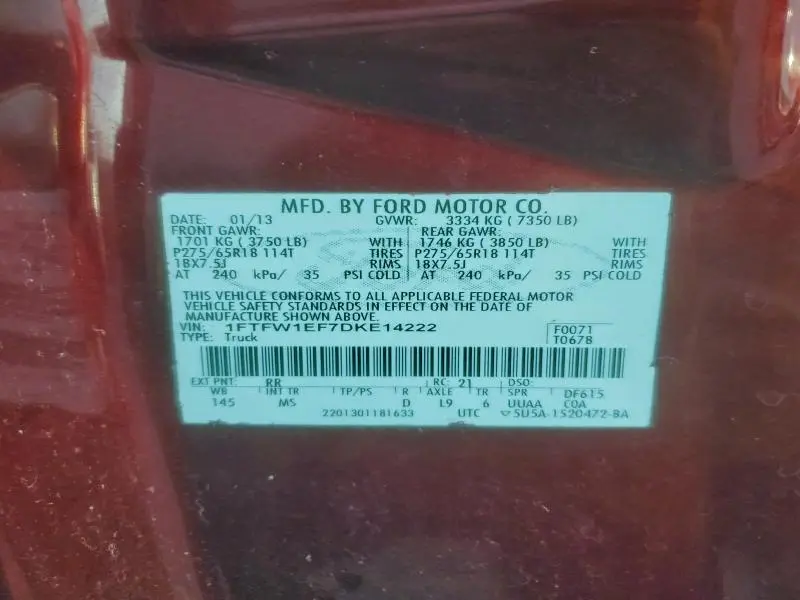 MFD. BY FORD MOTOR CO.
DATE: 01/13 GVWR: 3334 KG ( 7350 LB)
FRONT GAWR: REAR GAWR:
1701 KG ( 3750 LB) WITH 1746 KG ( 3850 LB) WITH
P275/65R18 114T TIRES P275/65R18 114T TIRES
18X7.5J RIMS 18X7.5J RIMS
AT 240 kPa/ 35 PSI COLD AT 240 kPa/ 35 PSI COLD
THIS VEHICLE CONFORMS TO ALL APPLICABLE FEDERAL MOTOR
VEHICLE SAFETY STANDARDS IN EFFECT ON THE DATE OF
MANUFACTURE SHOWN ABOVE.
VIN: 1FTFW1EF7DKE14222 F0071
TYPE: Truck T0678
EXT PNT: RR RC: 21 DSO:
WB INT TR TP/PS R AXLE TR SPR DF615
145 MS D L9 6 UUAA COA
2201301181633 UTC ▽5U5A-1520472-BA